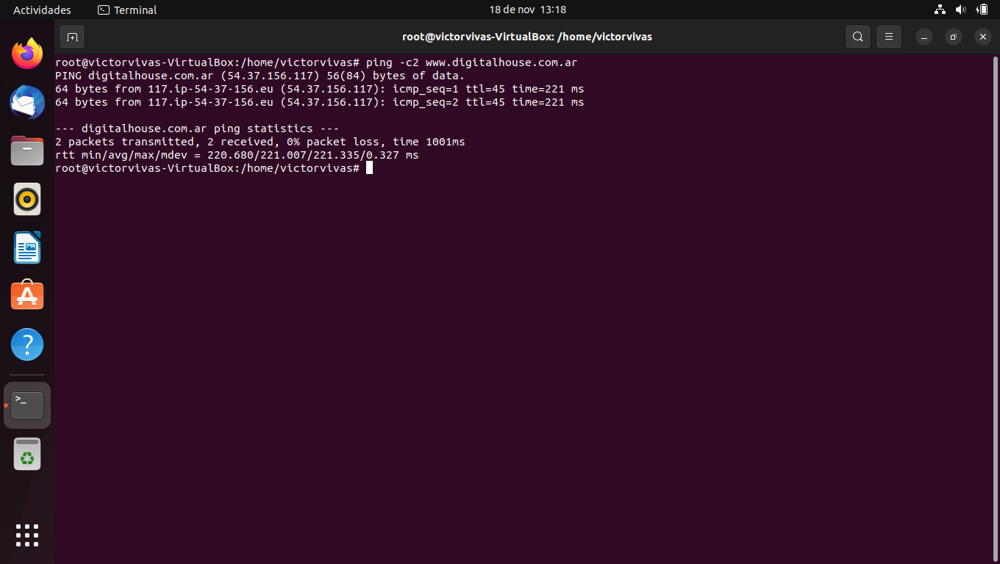 Actividades
Terminal
18 de nov 13:18
root@victorvivas-VirtualBox: /home/victorvivas
root@victorvivas-VirtualBox:/home/victorvivas# ping -c2 www.digitalhouse.com.ar
PING digitalhouse.com.ar (54.37.156.117) 56(84) bytes of data.
64 bytes from 117.ip-54-37-156.eu (54.37.156.117): icmp_seq=1 ttl=45 time=221 ms
64 bytes from 117.ip-54-37-156.eu (54.37.156.117): icmp_seq=2 ttl=45 time=221 ms
--- digitalhouse.com.ar ping statistics ---
2 packets transmitted, 2 received, 0% packet loss, time 1001ms
rtt min/avg/max/mdev = 220.680/221.007/221.335/0.327 ms
root@victorvivas-VirtualBox:/home/victorvivas#